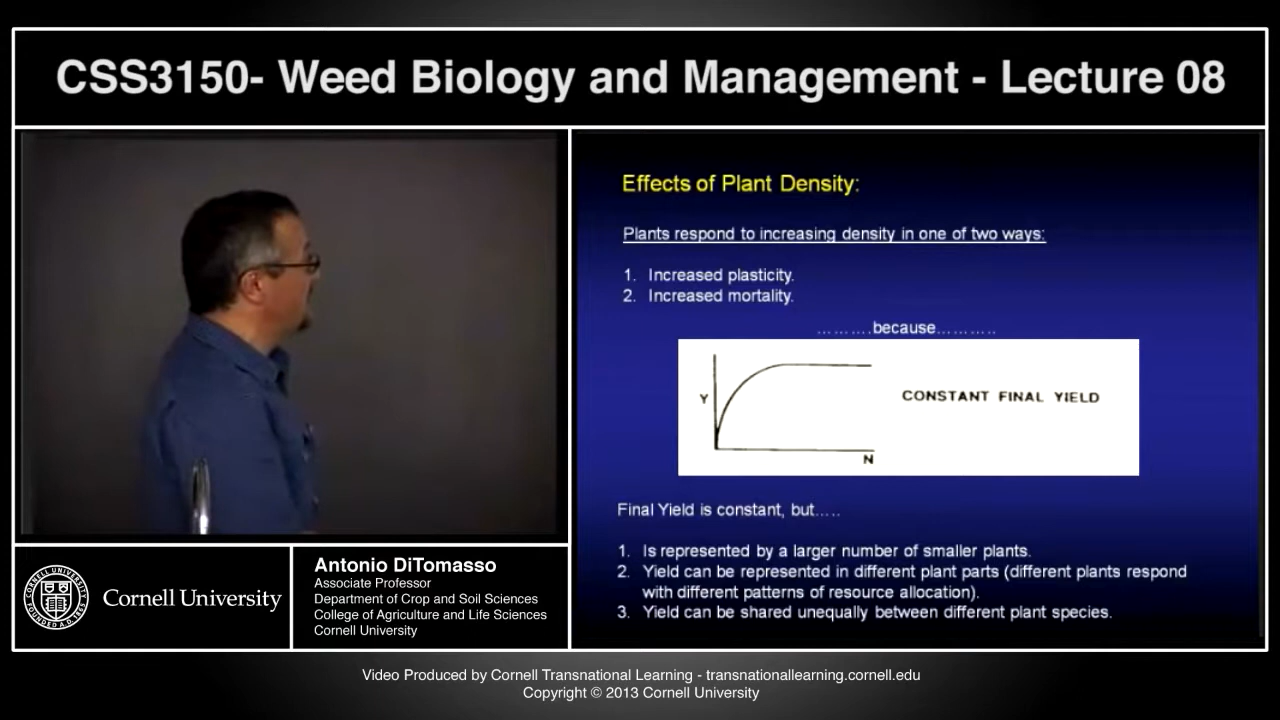 CSS3150- Weed Biology and Management - Lecture 08
Effects of Plant Density:
Plants respond to increasing density in one of two ways:
1. Increased plasticity.
2. Increased mortality.
……….because………..
Y
CONSTANT FINAL YIELD
N
Final Yield is constant, but…..
1. Is represented by a larger number of smaller plants.
2. Yield can be represented in different plant parts (different plants respond
with different patterns of resource allocation).
3. Yield can be shared unequally between different plant species.
Cornell University
Antonio DiTomasso
Associate Professor
Department of Crop and Soil Sciences
College of Agriculture and Life Sciences
Cornell University
Video Produced by Cornell Transnational Learning - transnationallearning.cornell.edu
Copyright © 2013 Cornell University